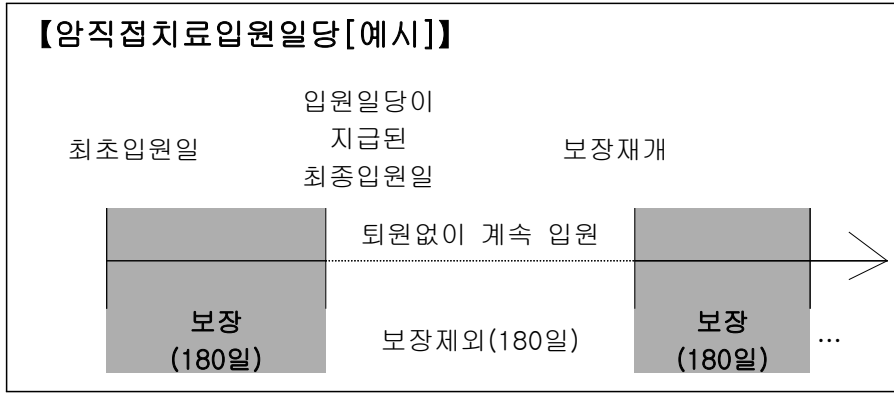 【암직접치료입원일당[예시]】
최초입원일
입원일당이
지급된
최종입원일
보장재개
퇴원없이 계속 입원
보장
(180일)
보장제외(180일)
보장
(180일)
…